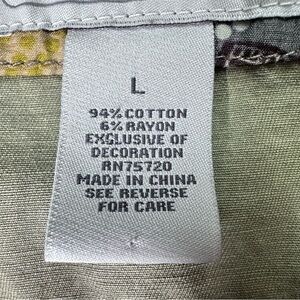 L
94% COTTON
6% RAYON
EXCLUSIVE OF
DECORATION
RN75720
MADE IN CHINA
SEE REVERSE
FOR CARE